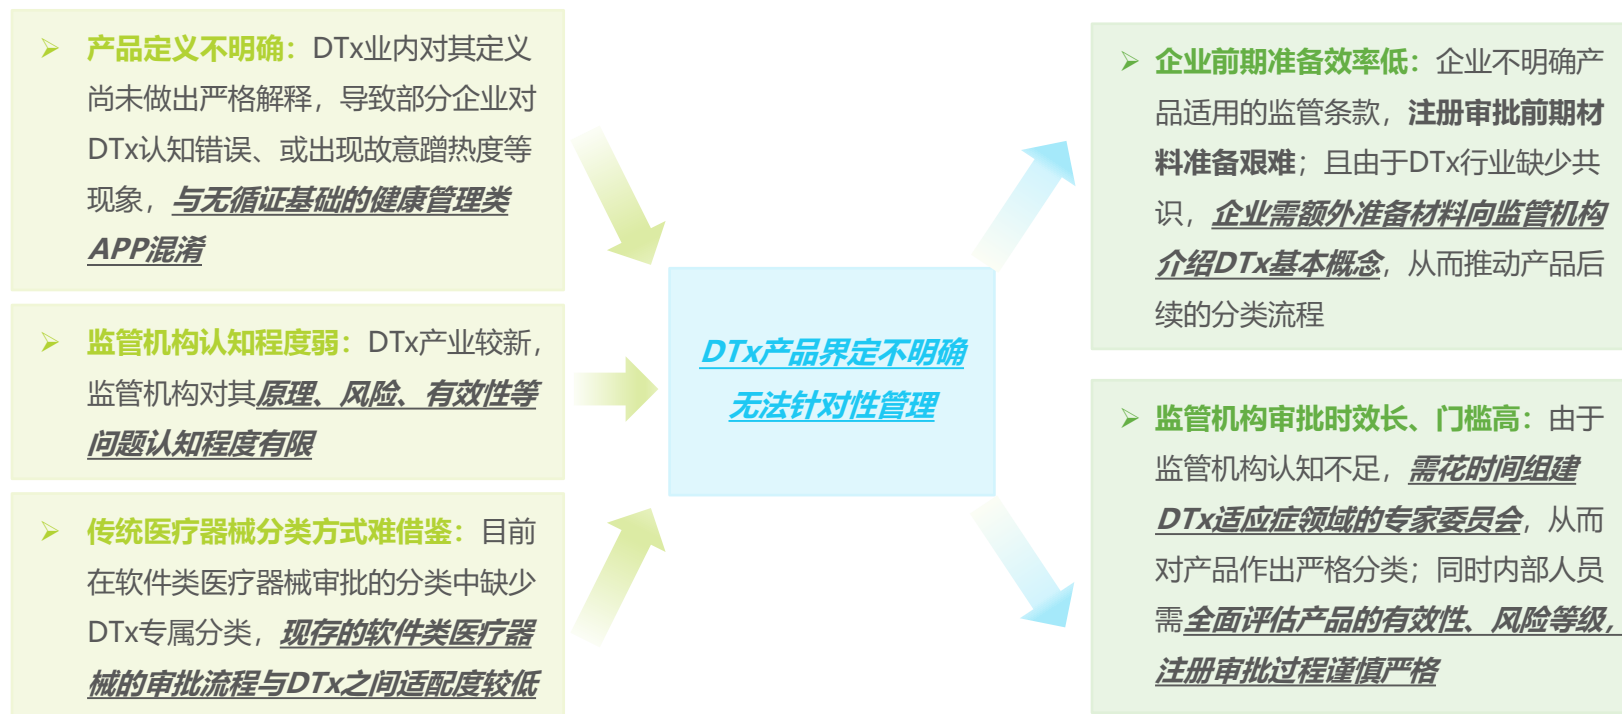 产品定义不明确：DTx业内对其定义
尚未做出严格解释，导致部分企业对
DTx认知错误、或出现故意蹭热度等
现象，与无循证基础的健康管理类
APP混淆
监管机构认知程度弱：DTx产业较新，
监管机构对其原理、风险、有效性等
问题认知程度有限
传统医疗器械分类方式难借鉴：目前
在软件类医疗器械审批的分类中缺少
DTx专属分类，现存的软件类医疗器
械的审批流程与DTx之间适配度较低
DTx产品界定不明确
无法针对性管理
企业前期准备效率低：企业不明确产
品适用的监管条款，注册审批前期材
料准备艰难；且由于DTx行业缺少共
识，企业需额外准备材料向监管机构
介绍DTx基本概念，从而推动产品后
续的分类流程
监管机构审批时效长、门槛高：由于
监管机构认知不足，需花时间组建
DTx适应症领域的专家委员会，从而
对产品作出严格分类；同时内部人员
需全面评估产品的有效性、风险等级，
注册审批过程谨慎严格